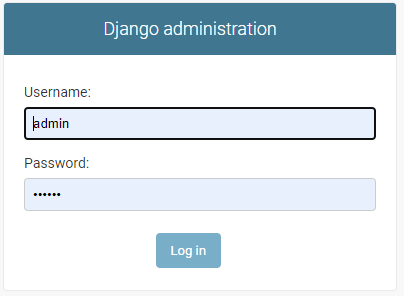 Django administration
Username:
admin
Password:
••••••
Log in